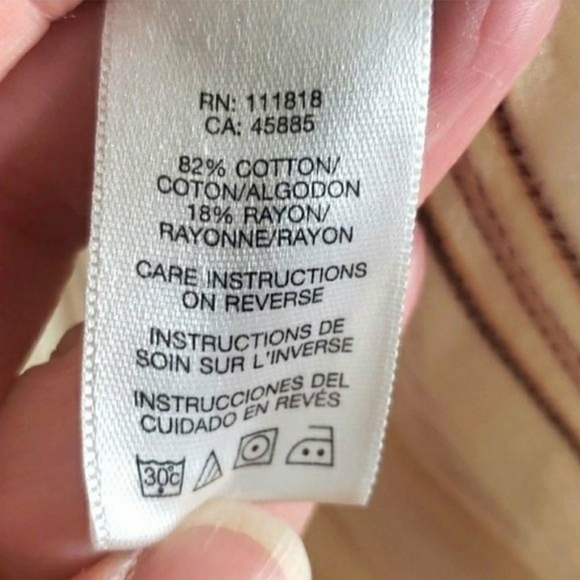 RN: 111818
CA: 45885
82% COTTON/
COTON/ALGODON
18% RAYON/
RAYONNE/RAYON
CARE INSTRUCTIONS
ON REVERSE
INSTRUCTIONS DE
SOIN SUR L'INVERSE
INSTRUCCIONES DEL
CUIDADO EN REVÉS
30°c